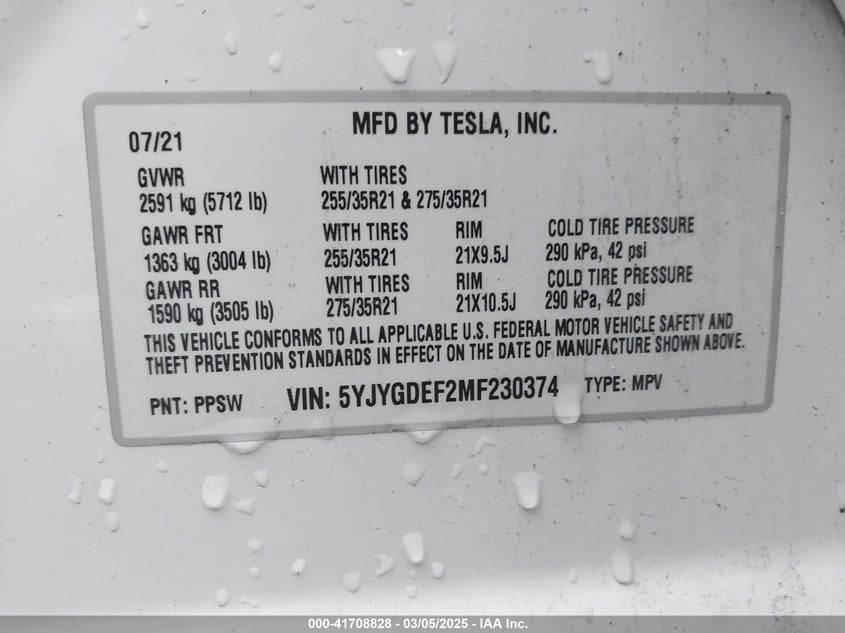 MFD BY TESLA, INC.
07/21
GVWR WITH TIRES
2591 kg (5712 lb) 255/35R21 & 275/35R21
GAWR FRT WITH TIRES RIM COLD TIRE PRESSURE
1363 kg (3004 lb) 255/35R21 21X9.5J 290 kPa, 42 psi
GAWR RR WITH TIRES RIM COLD TIRE PRESSURE
1590 kg (3505 lb) 275/35R21 21X10.5J 290 kPa, 42 psi
THIS VEHICLE CONFORMS TO ALL APPLICABLE U.S. FEDERAL MOTOR VEHICLE SAFETY AND
THEFT PREVENTION STANDARDS IN EFFECT ON THE DATE OF MANUFACTURE SHOWN ABOVE.
PNT: PPSW VIN: 5YJYGDEF2MF230374 TYPE: MPV
000-41708828 - 03/05/2025 - IAA Inc.